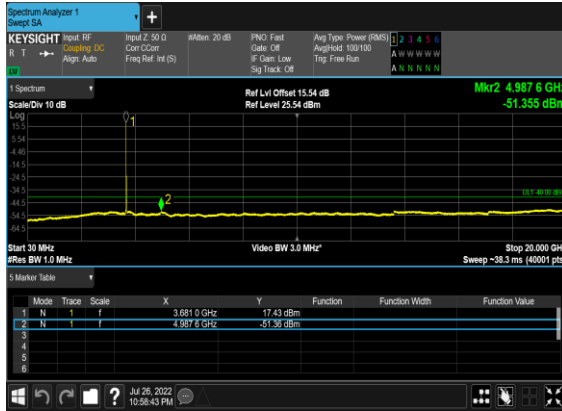 Spectrum Analyzer 1
Swept SA
+
KEYSIGHT Input: RF Input Z: 50 Ω #Atten: 20 dB PNO: Fast Avg Type: Power (RMS) 1 2 3 4 5 6
R T Coupling: DC Corr CCorr Gate: Off Avg|Hold: 100/100 A W W W W W
Align: Auto Freq Ref: Int (S) IF Gain: Low Trig: Free Run
LU Sig Track: Off A N N N N N
1 Spectrum Ref Lvl Offset 15.54 dB Mkr2 4.987 6 GHz
Scale/Div 10 dB Ref Level 25.54 dBm -51.355 dBm
Log
15.5
1
5.54
-4.46
-14.5
-24.5
-34.5
DL1 -40.00 dBm
-44.5
2
-54.5
-64.5
Start 30 MHz Video BW 3.0 MHz* Stop 20.000 GH
#Res BW 1.0 MHz Sweep ~38.3 ms (40001 pts
5 Marker Table
Mode Trace Scale X Y Function Function Width Function Value
1 N 1 f 3.681 0 GHz 17.43 dBm
2 N 1 f 4.987 6 GHz -51.36 dBm
3
4
5
6
?
Jul 26, 2022
10:58:43 PM